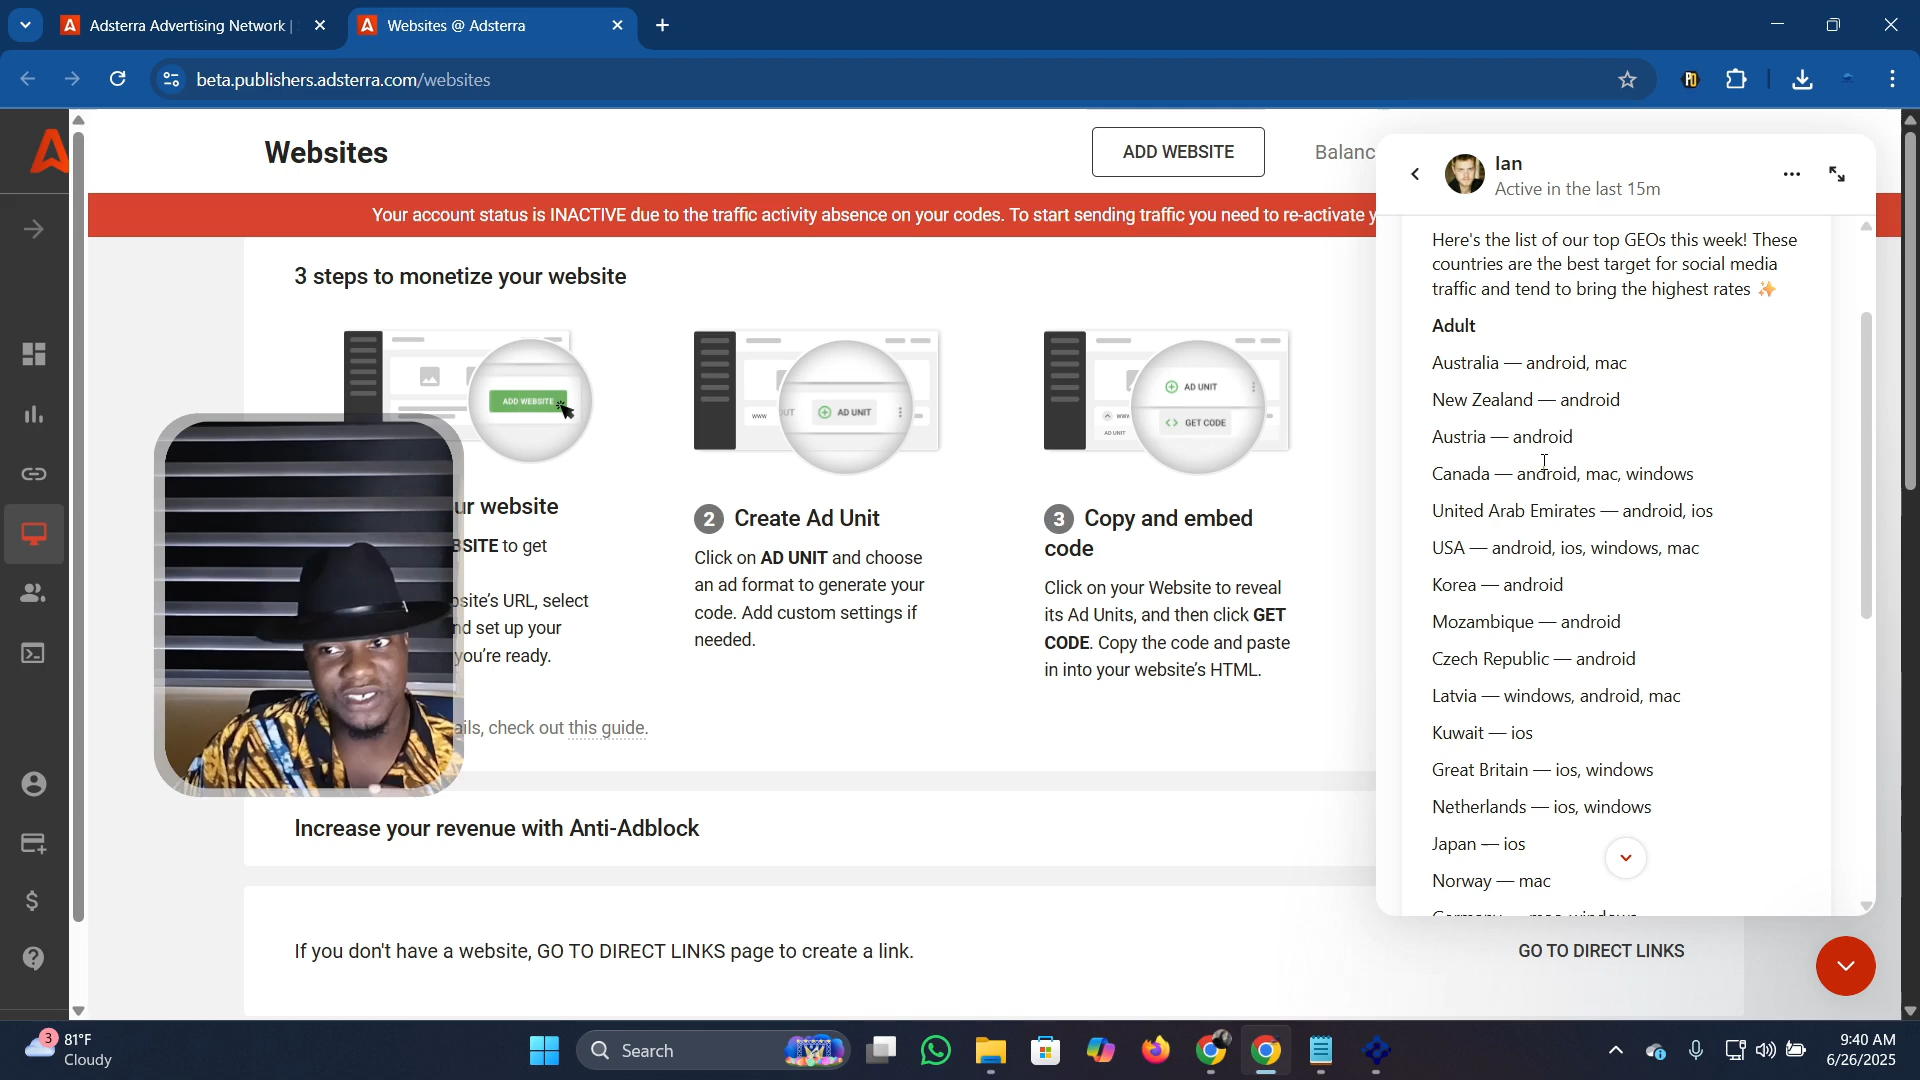 Adsterra Advertising Network |
Websites @ Adsterra
beta.publishers.adsterra.com/websites
Websites
ADD WEBSITE
Balanc
Your account status is INACTIVE due to the traffic activity absence on your codes. To start sending traffic you need to re-activate y
3 steps to monetize your website
ADD WEBSITE
www
AD UNIT
AD UNIT
GET CODE
AD UNIT
ur website
BSITE to get
bsite's URL, select
nd set up your
you're ready.
ails, check out this guide.
2 Create Ad Unit
Click on AD UNIT and choose
an ad format to generate your
code. Add custom settings if
needed.
3 Copy and embed
code
Click on your Website to reveal
its Ad Units, and then click GET
CODE. Copy the code and paste
in into your website's HTML.
Increase your revenue with Anti-Adblock
If you don't have a website, GO TO DIRECT LINKS page to create a link.
GO TO DIRECT LINKS
Ian
Active in the last 15m
Here's the list of our top GEOs this week! These
countries are the best target for social media
traffic and tend to bring the highest rates ✨
Adult
Australia — android, mac
New Zealand — android
Austria — android
Canada — android, mac, windows
United Arab Emirates — android, ios
USA — android, ios, windows, mac
Korea — android
Mozambique — android
Czech Republic — android
Latvia — windows, android, mac
Kuwait — ios
Great Britain — ios, windows
Netherlands — ios, windows
Japan — ios
Norway — mac
3
81°F
Cloudy
Search
9:40 AM
6/26/2025